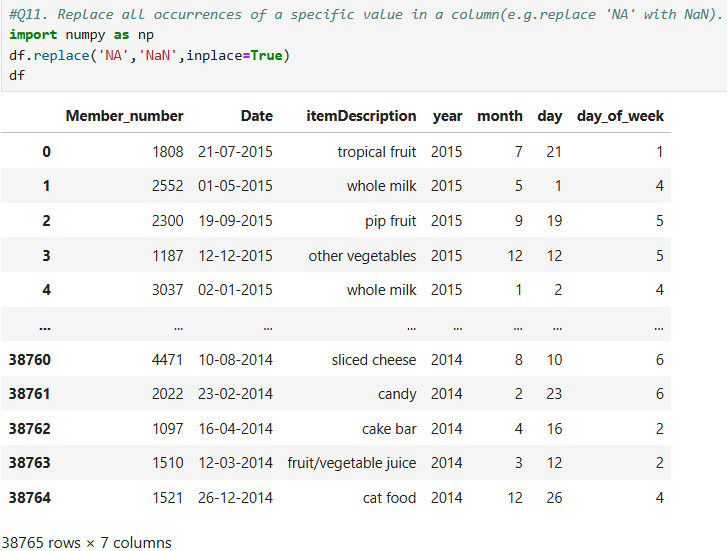 #Q11. Replace all occurrences of a specific value in a column(e.g.replace 'NA' with NaN).
import numpy as np
df.replace('NA','NaN',inplace=True)
df
Member_number Date itemDescription year month day day_of_week
0 1808 21-07-2015 tropical fruit 2015 7 21 1
1 2552 01-05-2015 whole milk 2015 5 1 4
2 2300 19-09-2015 pip fruit 2015 9 19 5
3 1187 12-12-2015 other vegetables 2015 12 12 5
4 3037 02-01-2015 whole milk 2015 1 2 4
... ... ... ... ... ... ... ...
38760 4471 10-08-2014 sliced cheese 2014 8 10 6
38761 2022 23-02-2014 candy 2014 2 23 6
38762 1097 16-04-2014 cake bar 2014 4 16 2
38763 1510 12-03-2014 fruit/vegetable juice 2014 3 12 2
38764 1521 26-12-2014 cat food 2014 12 26 4
38765 rows × 7 columns